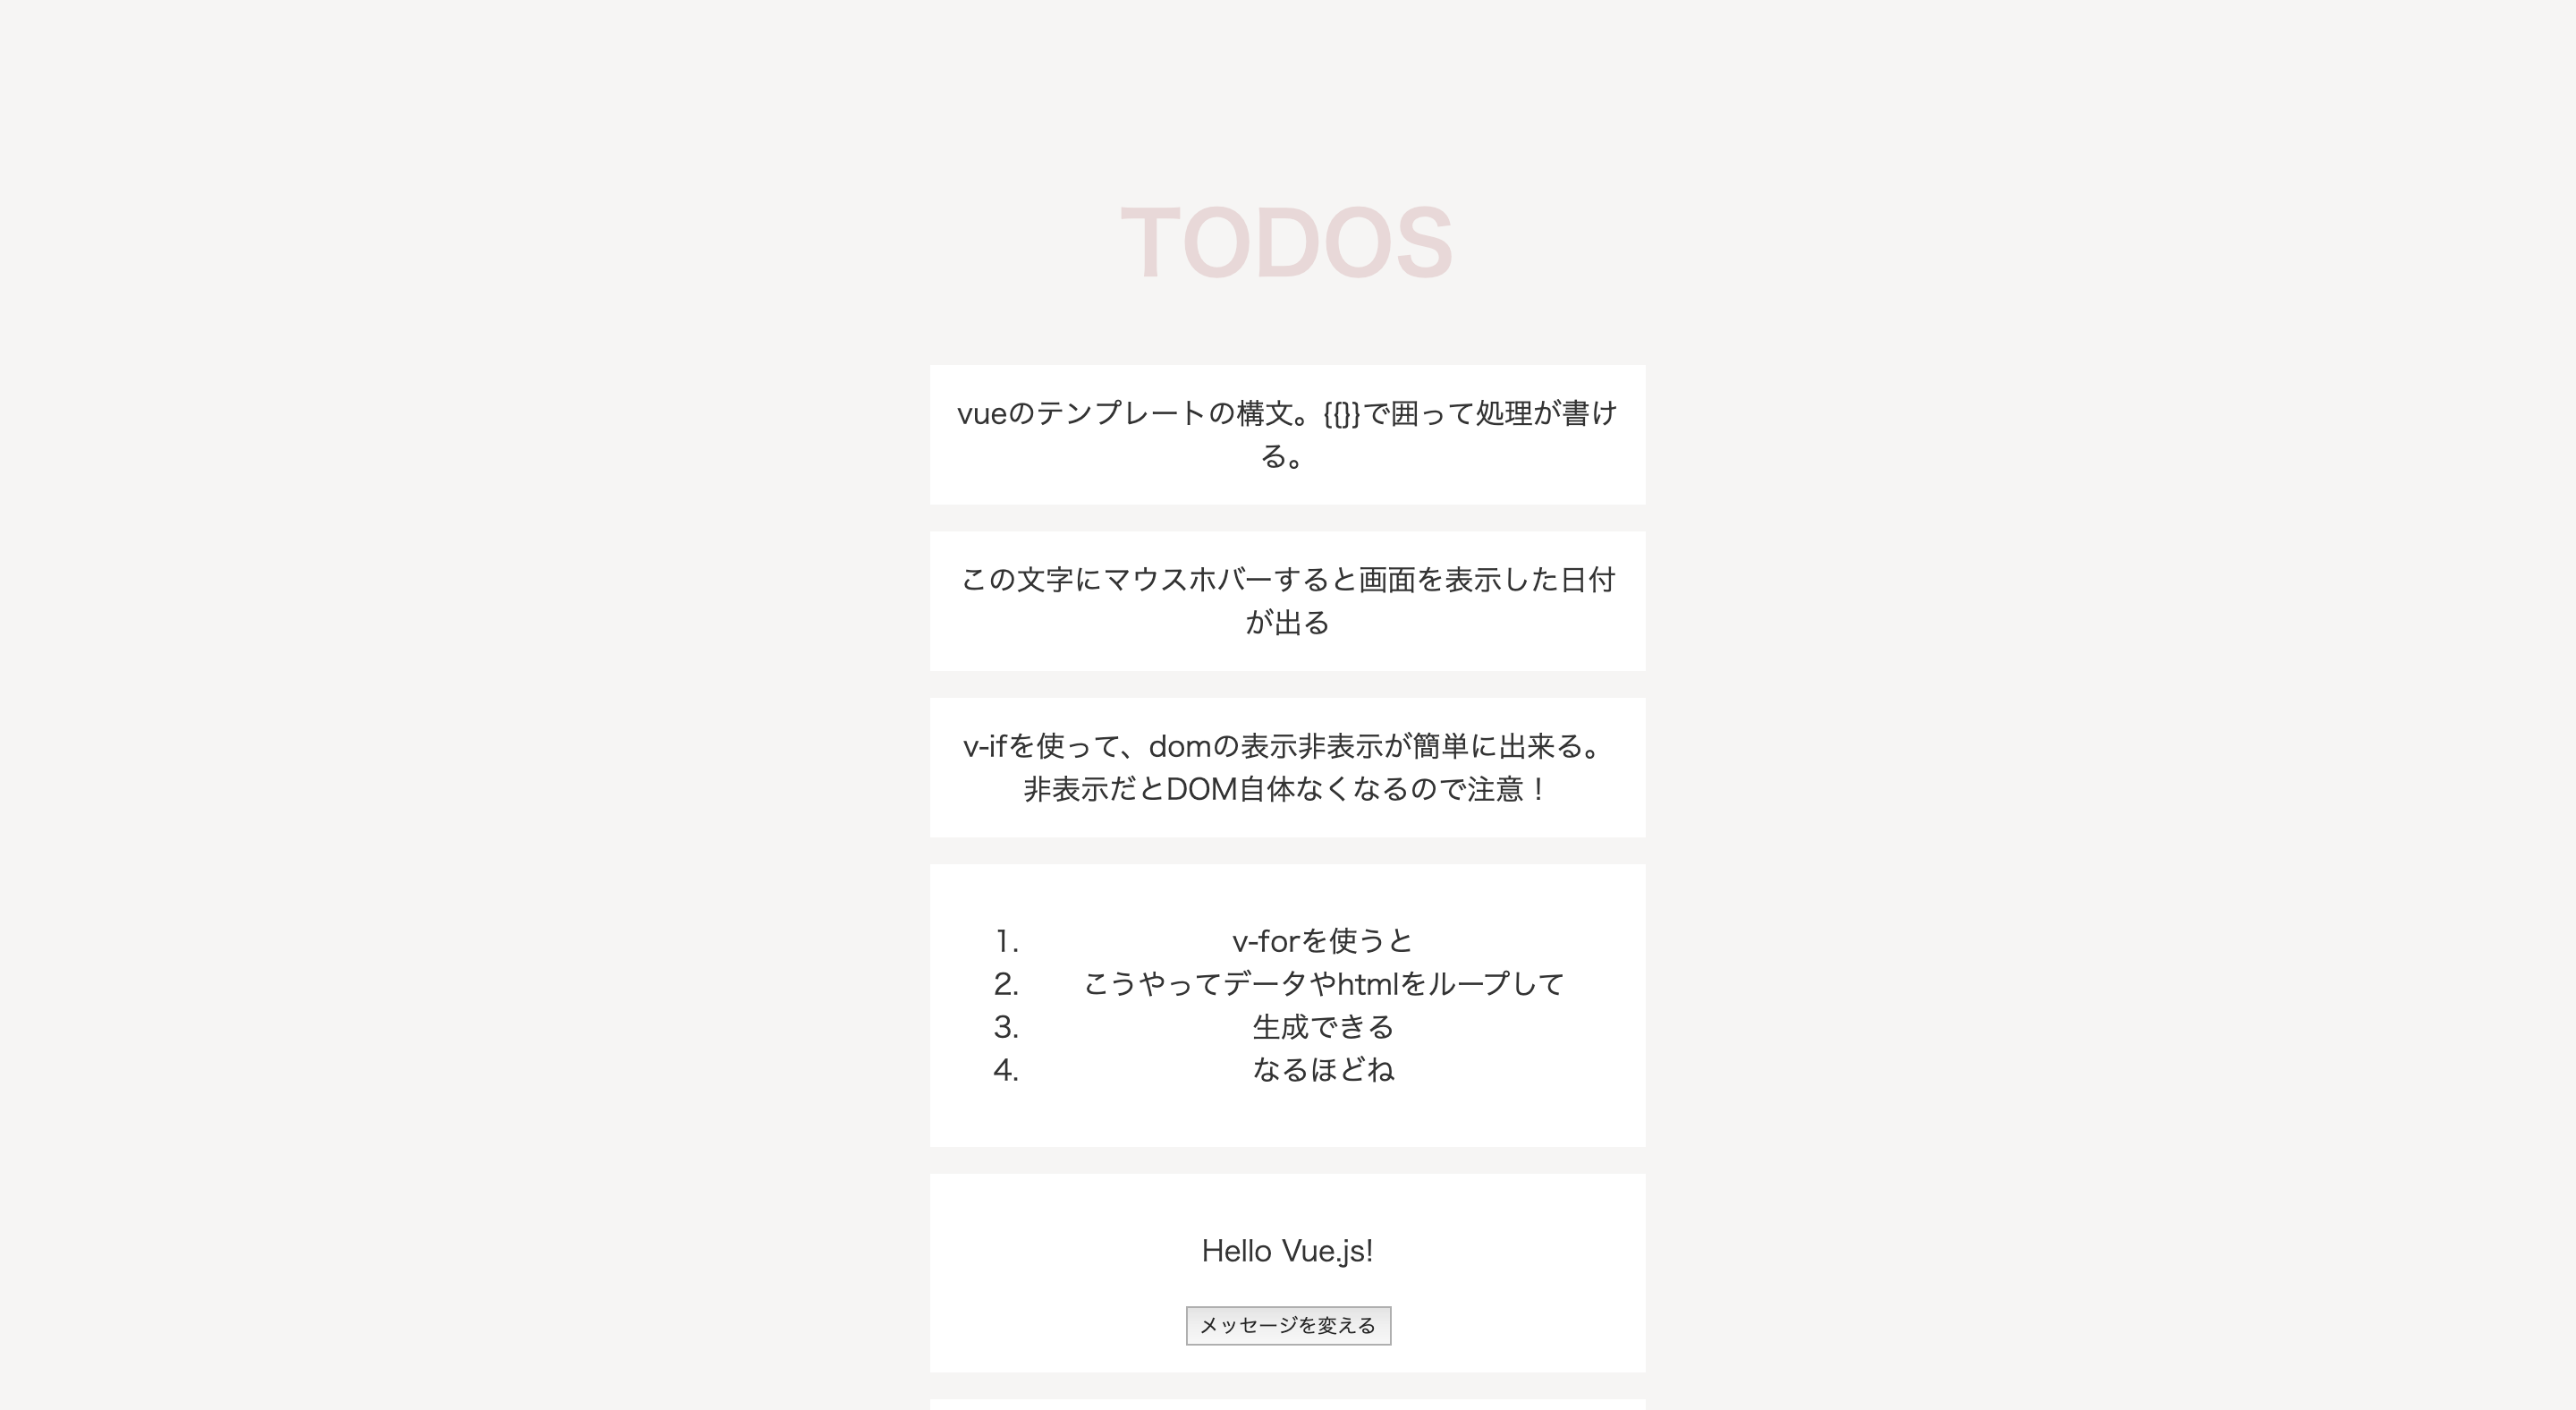 TODOS
vueのテンプレートの構文。{{}}で囲って処理が書け
る。
この文字にマウスホバーすると画面を表示した日付
が出る
v-ifを使って、domの表示非表示が簡単に出来る。
非表示だとDOM自体なくなるので注意！
1. v-forを使うと
2. こうやってデータやhtmlをループして
3. 生成できる
4. なるほどね
Hello Vue.js!
メッセージを変える